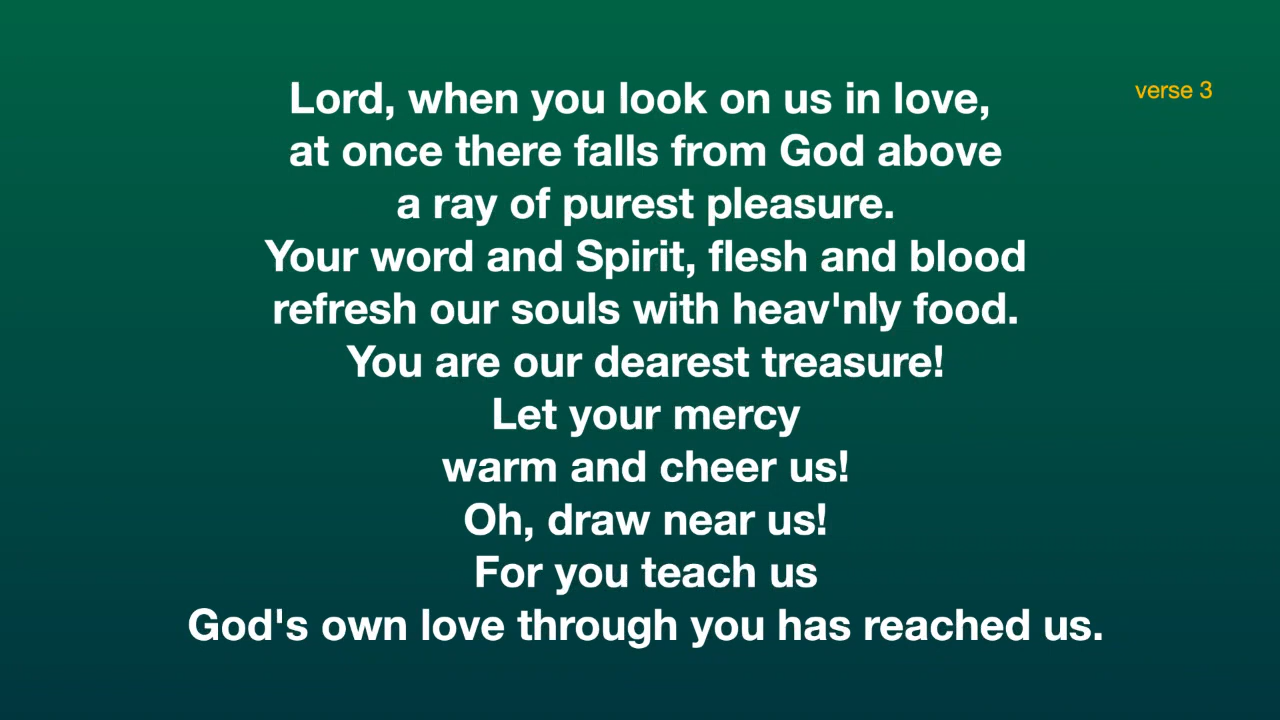 Lord, when you look on us in love,
verse 3
at once there falls from God above
a ray of purest pleasure.
Your word and Spirit, flesh and blood
refresh our souls with heav'nly food.
You are our dearest treasure!
Let your mercy
warm and cheer us!
Oh, draw near us!
For you teach us
God's own love through you has reached us.